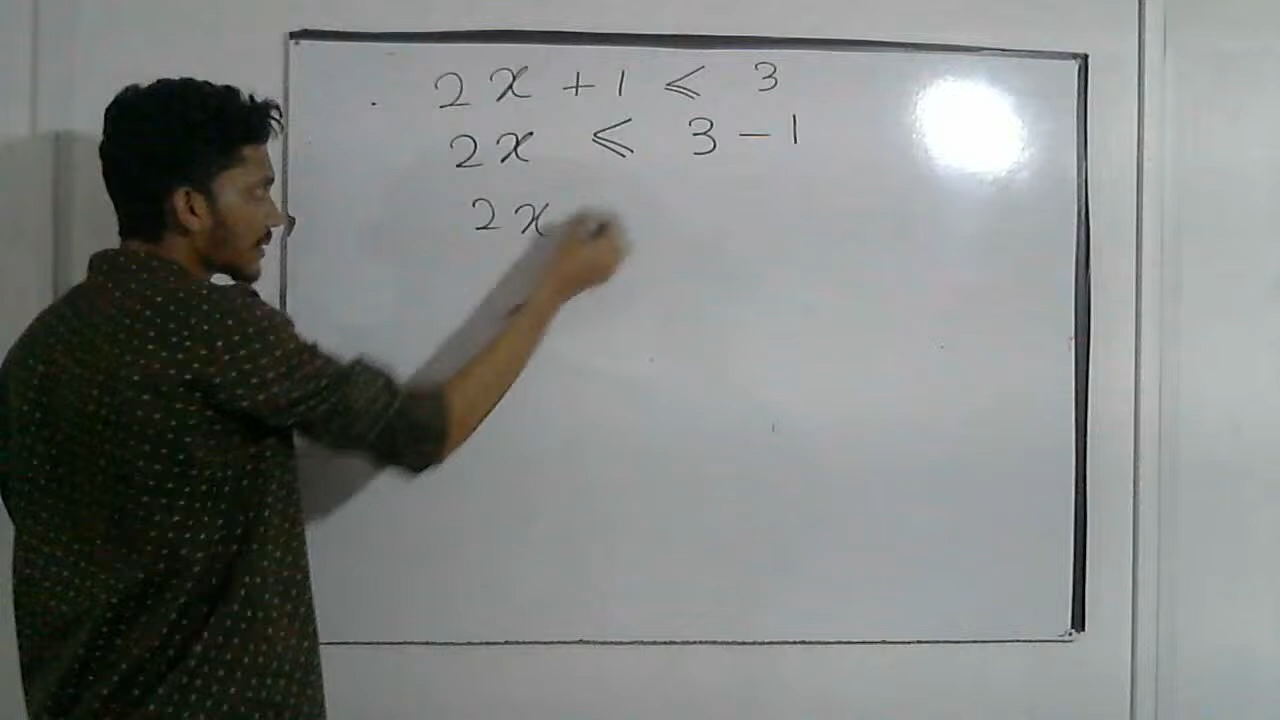 2x + 1 ⩽ 3
2x ⩽ 3 - 1
2x